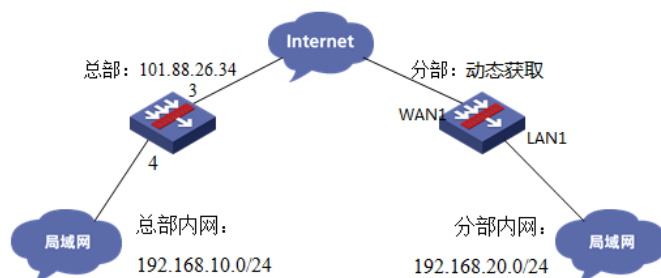 Internet
总部：101.88.26.34
分部：动态获取
3
WAN1
LAN1
4
局域网
总部内网：
192.168.10.0/24
分部内网：
192.168.20.0/24
局域网